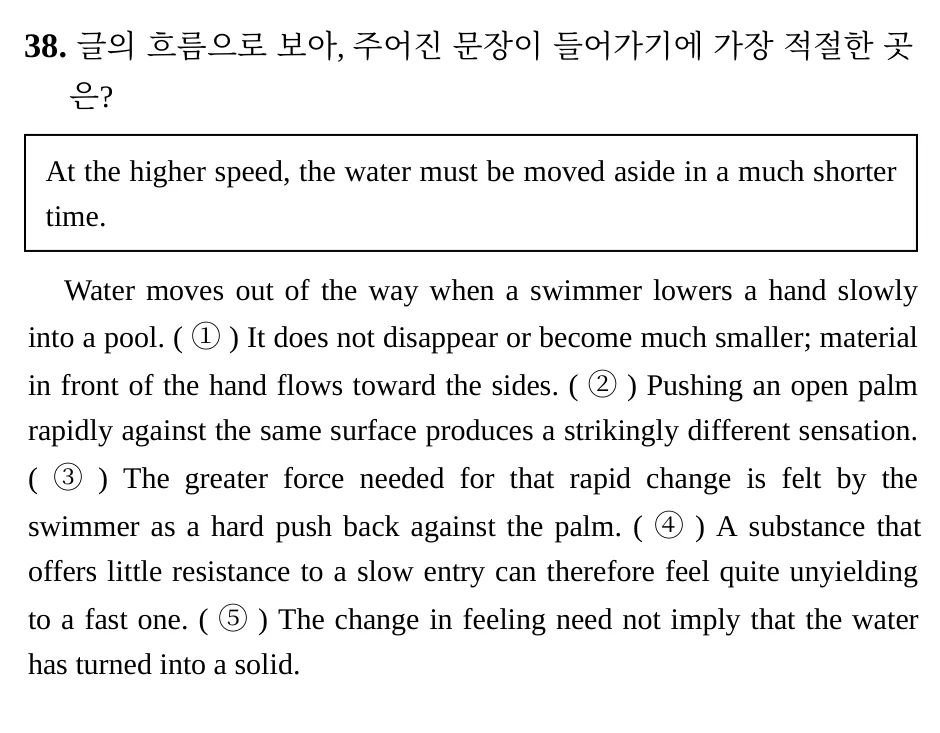 38. 글의 흐름으로 보아, 주어진 문장이 들어가기에 가장 적절한 곳
은?
At the higher speed, the water must be moved aside in a much shorter
time.
Water moves out of the way when a swimmer lowers a hand slowly
into a pool. ( ① ) It does not disappear or become much smaller; material
in front of the hand flows toward the sides. ( ② ) Pushing an open palm
rapidly against the same surface produces a strikingly different sensation.
( ③ ) The greater force needed for that rapid change is felt by the
swimmer as a hard push back against the palm. ( ④ ) A substance that
offers little resistance to a slow entry can therefore feel quite unyielding
to a fast one. ( ⑤ ) The change in feeling need not imply that the water
has turned into a solid.